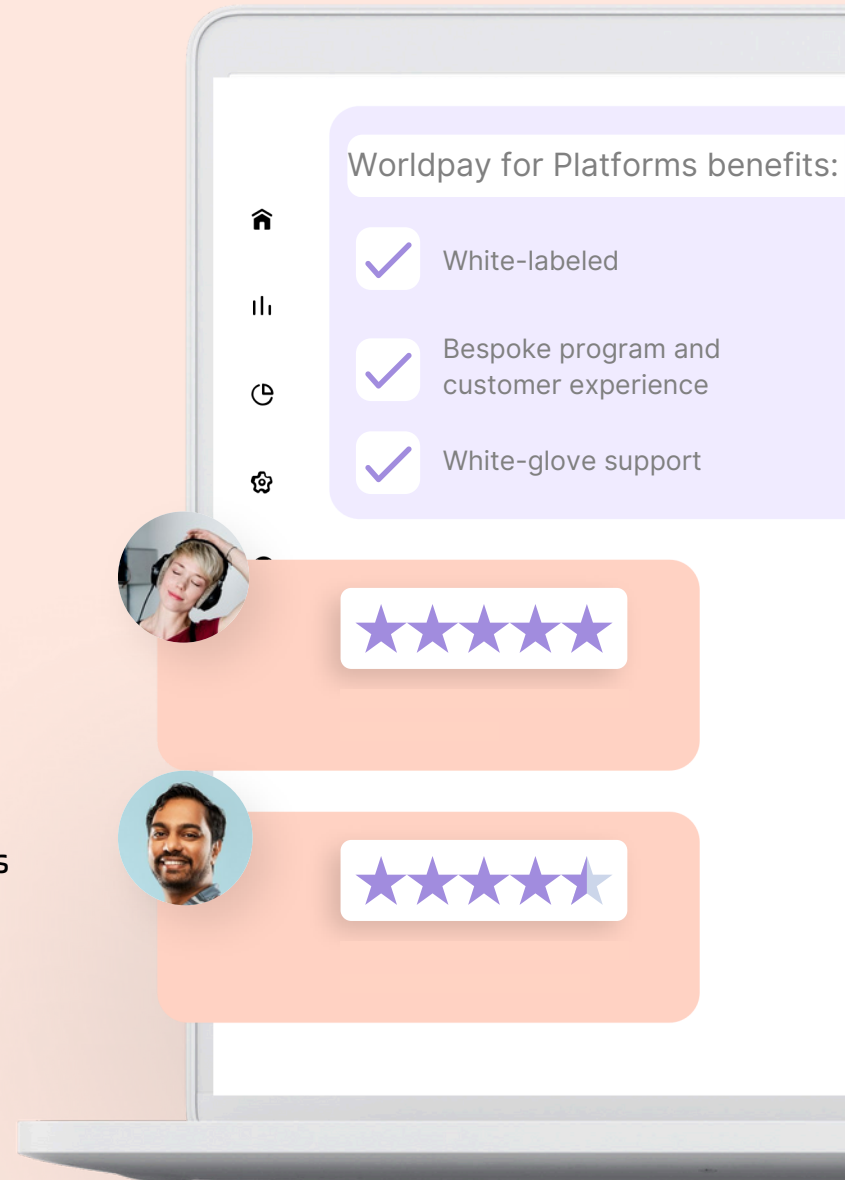 Worldpay for Platforms benefits:
White-labeled
Bespoke program and
customer experience
White-glove support
s